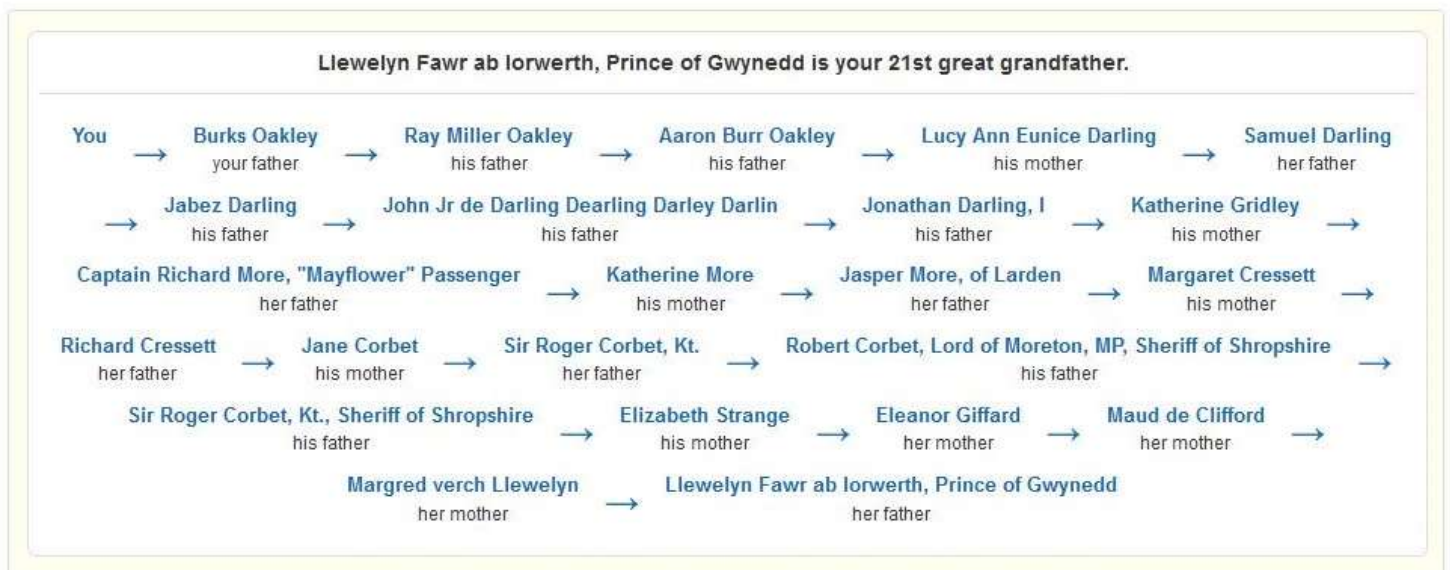 Llewelyn Fawr ab Iorwerth, Prince of Gwynedd is your 21st great grandfather.
You → Burks Oakley → Ray Miller Oakley → Aaron Burr Oakley → Lucy Ann Eunice Darling → Samuel Darling
your father his father his father his mother her father
→ Jabez Darling → John Jr de Darling Dearling Darley Darlin → Jonathan Darling, I → Katherine Gridley →
his father his father his father his mother
Captain Richard More, "Mayflower" Passenger → Katherine More → Jasper More, of Larden → Margaret Cressett →
her father his mother her father his mother
Richard Cressett → Jane Corbet → Sir Roger Corbet, Kt. → Robert Corbet, Lord of Moreton, MP, Sheriff of Shropshire →
her father his mother her father his father
Sir Roger Corbet, Kt., Sheriff of Shropshire → Elizabeth Strange → Eleanor Giffard → Maud de Clifford →
his father his mother her mother her mother
Margred verch Llewelyn → Llewelyn Fawr ab Iorwerth, Prince of Gwynedd
her mother her father